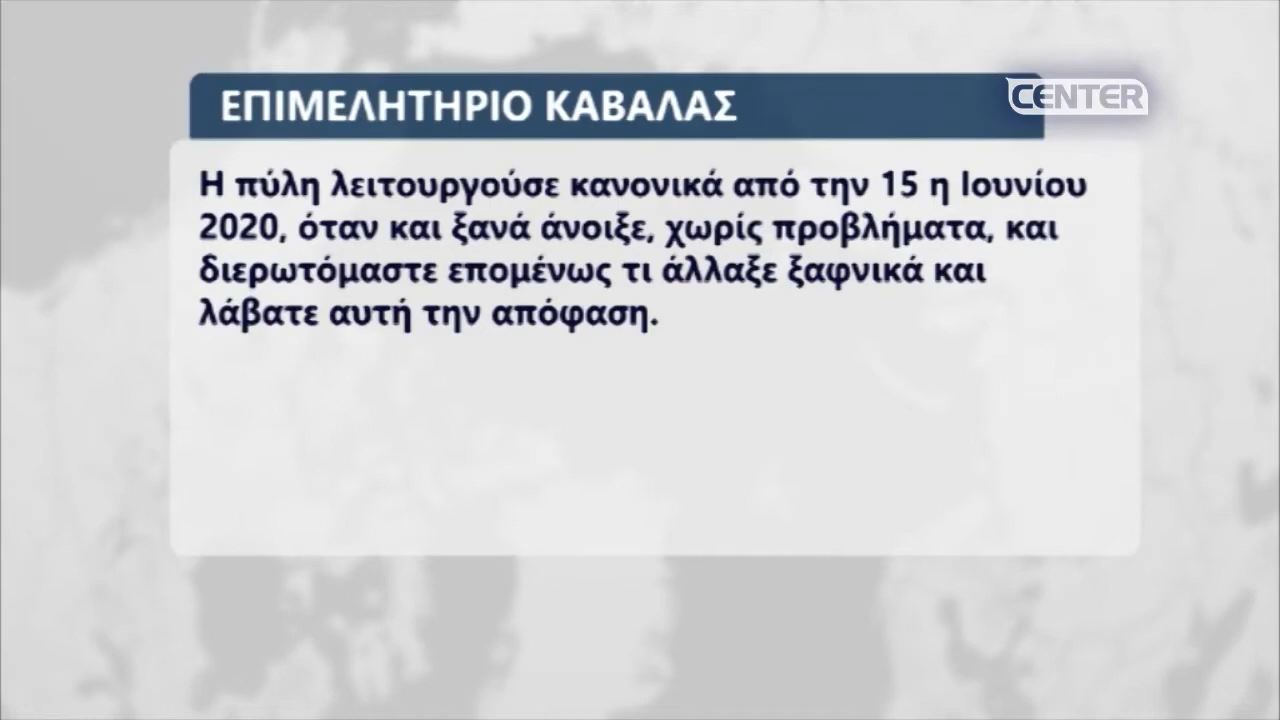 ΕΠΙΜΕΛΗΤΗΡΙΟ ΚΑΒΑΛΑΣ
CENTER
Η πύλη λειτουργούσε κανονικά από την 15 η Ιουνίου
2020, όταν και ξανά άνοιξε, χωρίς προβλήματα, και
διερωτόμαστε επομένως τι άλλαξε ξαφνικά και
λάβατε αυτή την απόφαση.